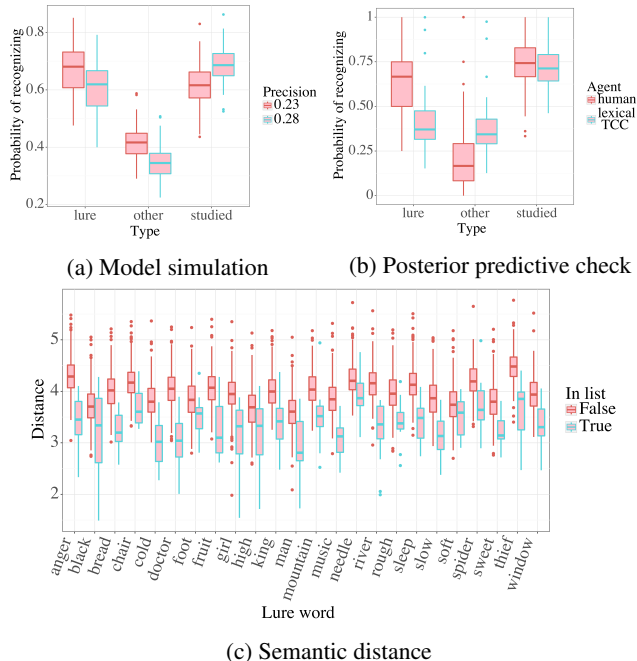 Probability of recognizing
0.8
0.6
0.4
0.2
lure
other
studied
Type
Precision
0.23
0.28
(a) Model simulation
Probability of recognizing
1
0.75
0.5
0.25
0
lure
other
studied
Type
Agent
human
lexical
TCC
(b) Posterior predictive check
Distance
5
4
3
2
anger
black
bread
chair
cold
doctor
foot
fruit
girl
high
king
man
mountain
music
needle
river
rough
sleep
slow
soft
spider
sweet
thief
window
Lure word
In list
False
True
(c) Semantic distance